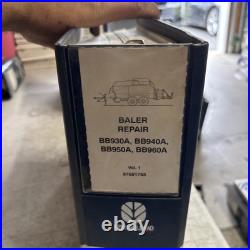 BALER
REPAIR
BB930A, BB940A,
BB950A, BB960A
Vol. 1